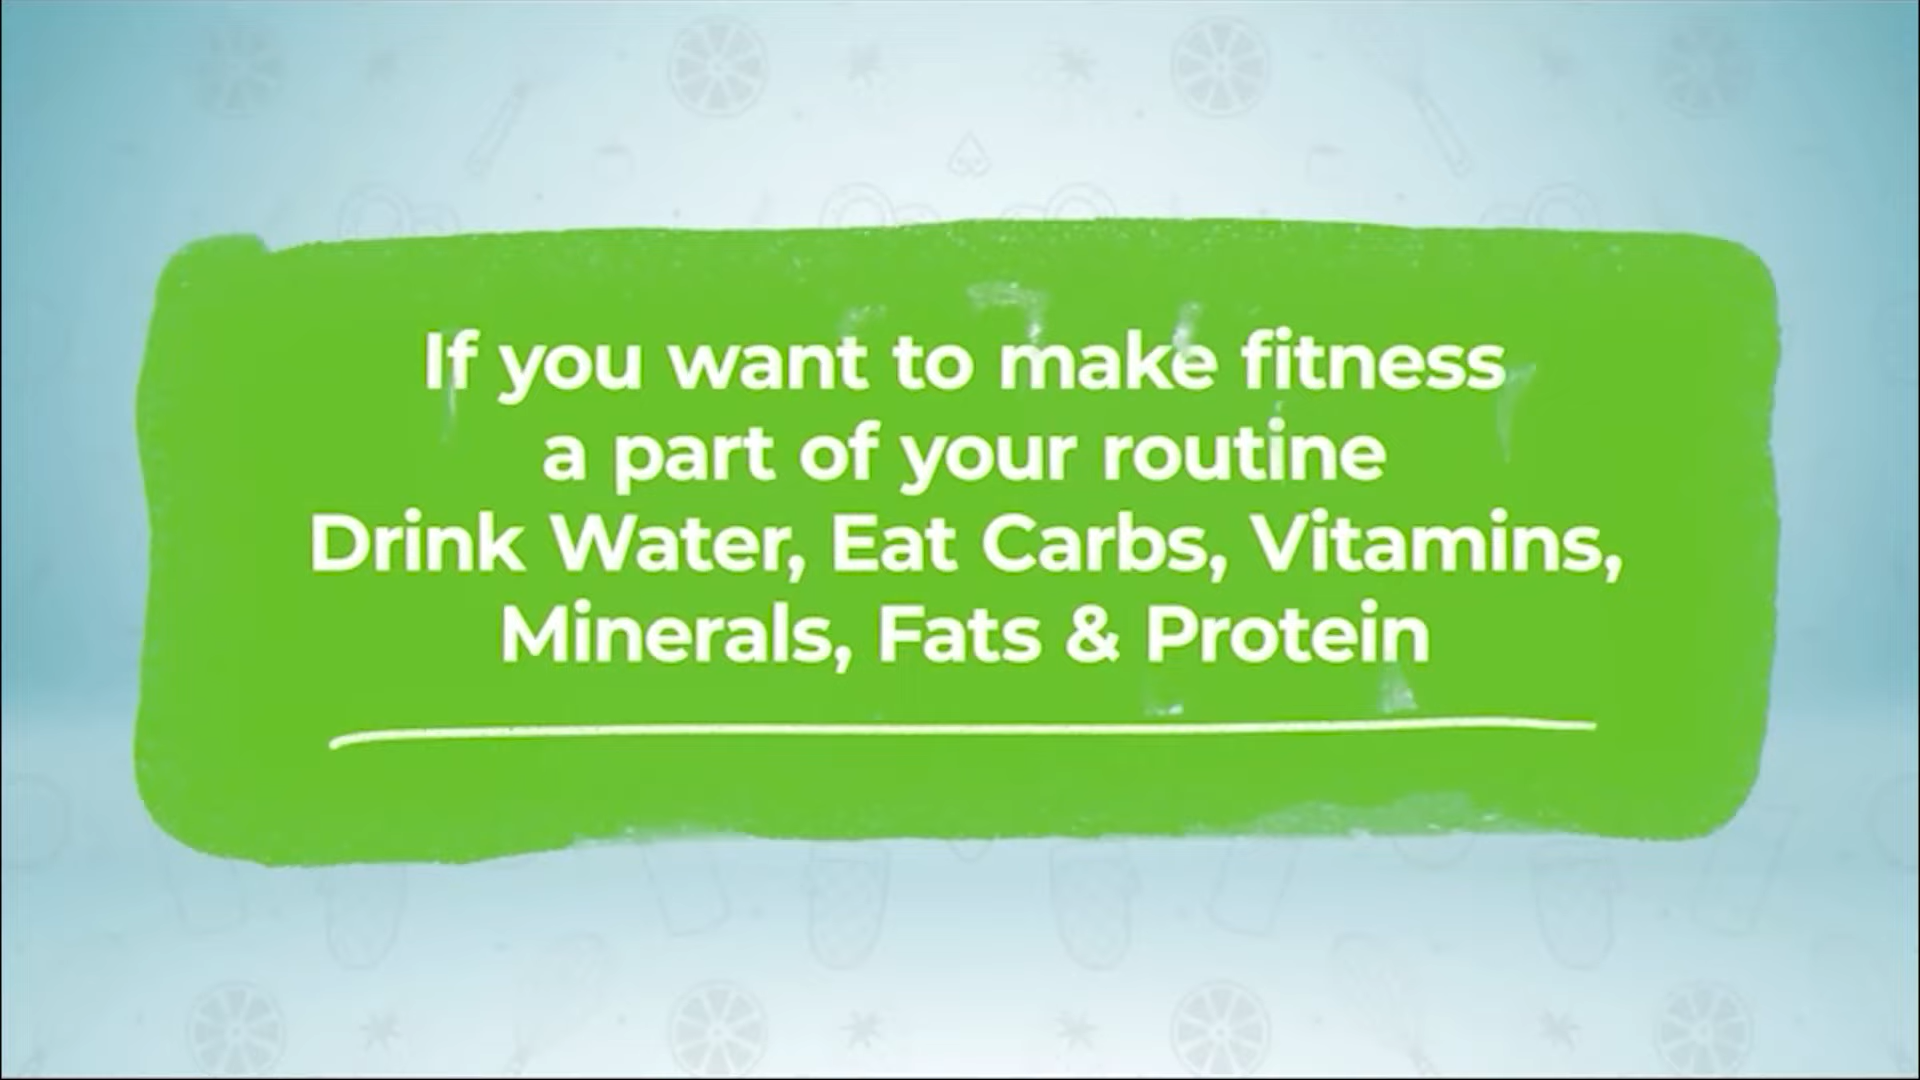 If you want to make fitness
a part of your routine
Drink Water, Eat Carbs, Vitamins,
Minerals, Fats & Protein